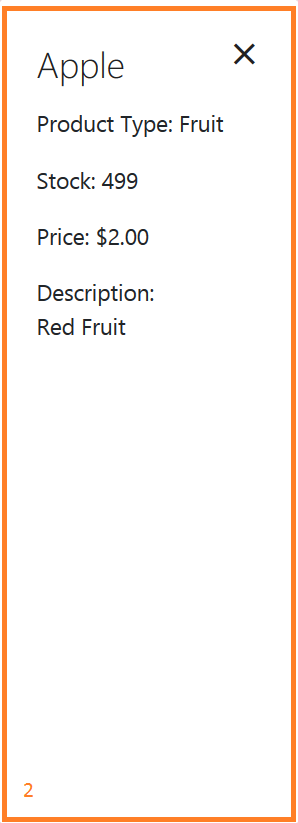 Apple
Product Type: Fruit
Stock: 499
Price: $2.00
Description:
Red Fruit
2